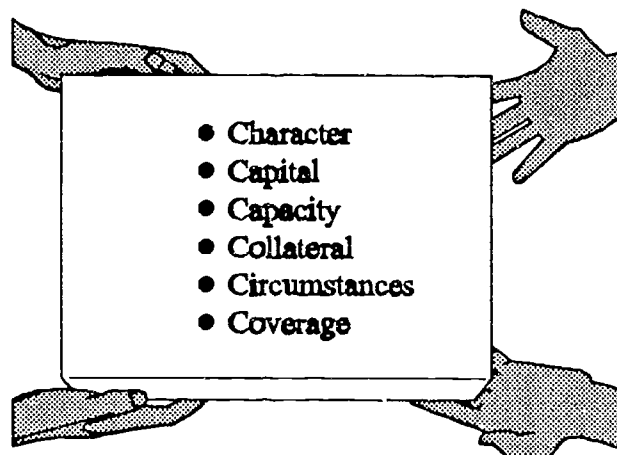 ● Character
● Capital
● Capacity
● Collateral
● Circumstances
● Coverage